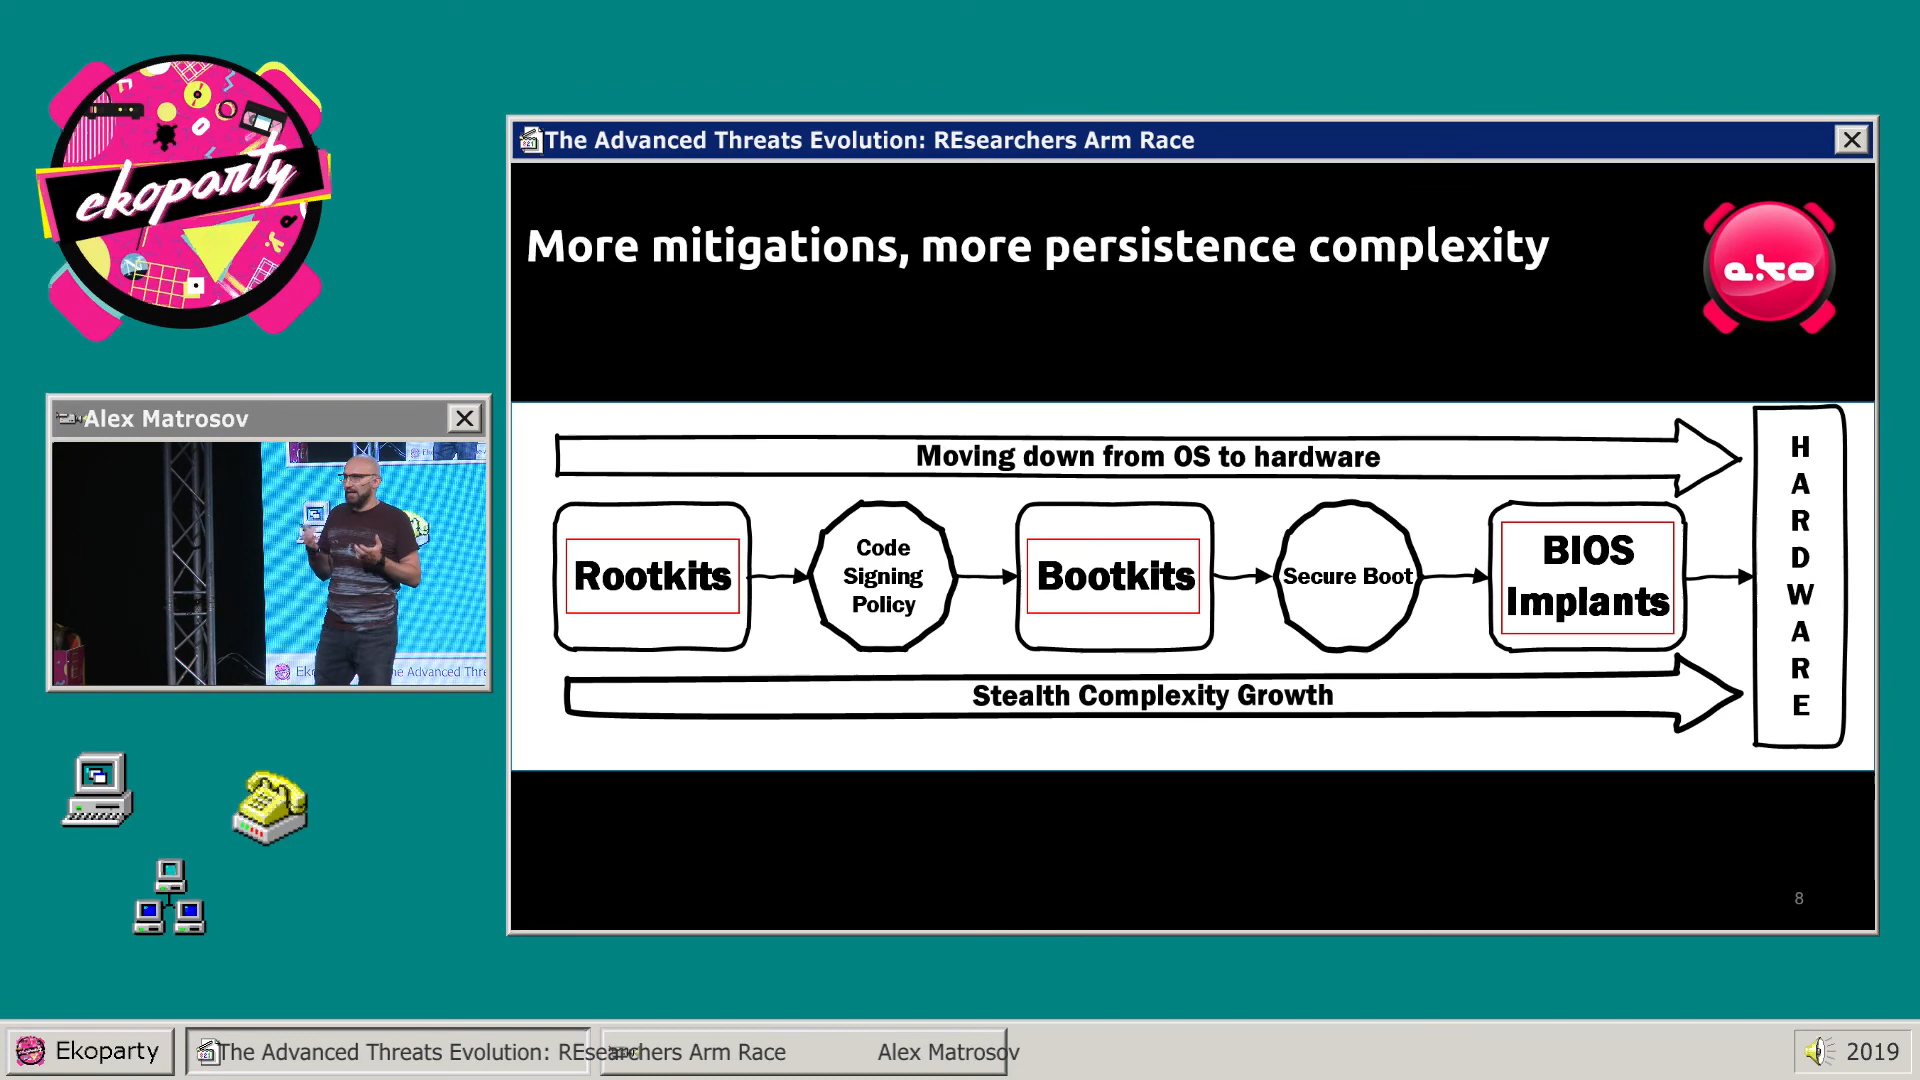 ekoparty
The Advanced Threats Evolution: REsearchers Arm Race
More mitigations, more persistence complexity
eko
Alex Matrosov
Moving down from OS to hardware
Rootkits
Code
Signing
Policy
Bootkits
Secure Boot
BIOS
Implants
HARDWARE
Stealth Complexity Growth
8
Ekoparty
The Advanced Threats Evolution: REsearchers Arm Race
Alex Matrosov
2019